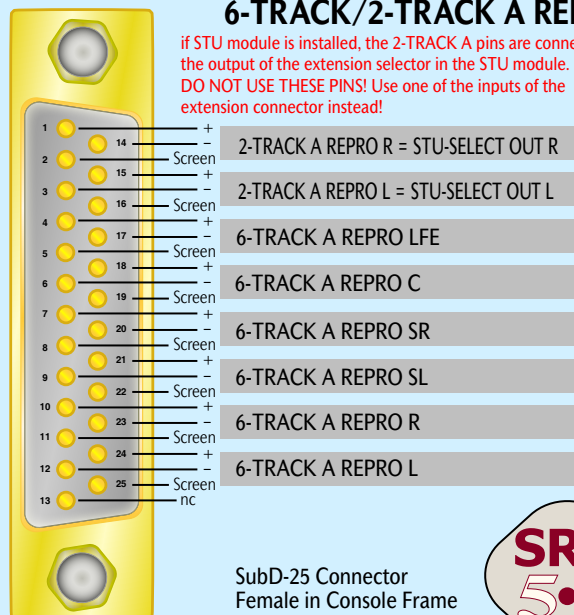 6-TRACK/2-TRACK A RE
if STU module is installed, the 2-TRACK A pins are conne
the output of the extension selector in the STU module.
DO NOT USE THESE PINS! Use one of the inputs of the
extension connector instead!
1 +
14 –
2 Screen
2-TRACK A REPRO R = STU-SELECT OUT R
15 +
3 –
16 Screen
2-TRACK A REPRO L = STU-SELECT OUT L
4 +
17 –
5 Screen
6-TRACK A REPRO LFE
18 +
6 –
19 Screen
6-TRACK A REPRO C
7 +
20 –
8 Screen
6-TRACK A REPRO SR
21 +
9 –
22 Screen
6-TRACK A REPRO SL
10 +
23 –
11 Screen
6-TRACK A REPRO R
24 +
12 –
25 Screen
6-TRACK A REPRO L
13 nc
SR
5•
SubD-25 Connector
Female in Console Frame